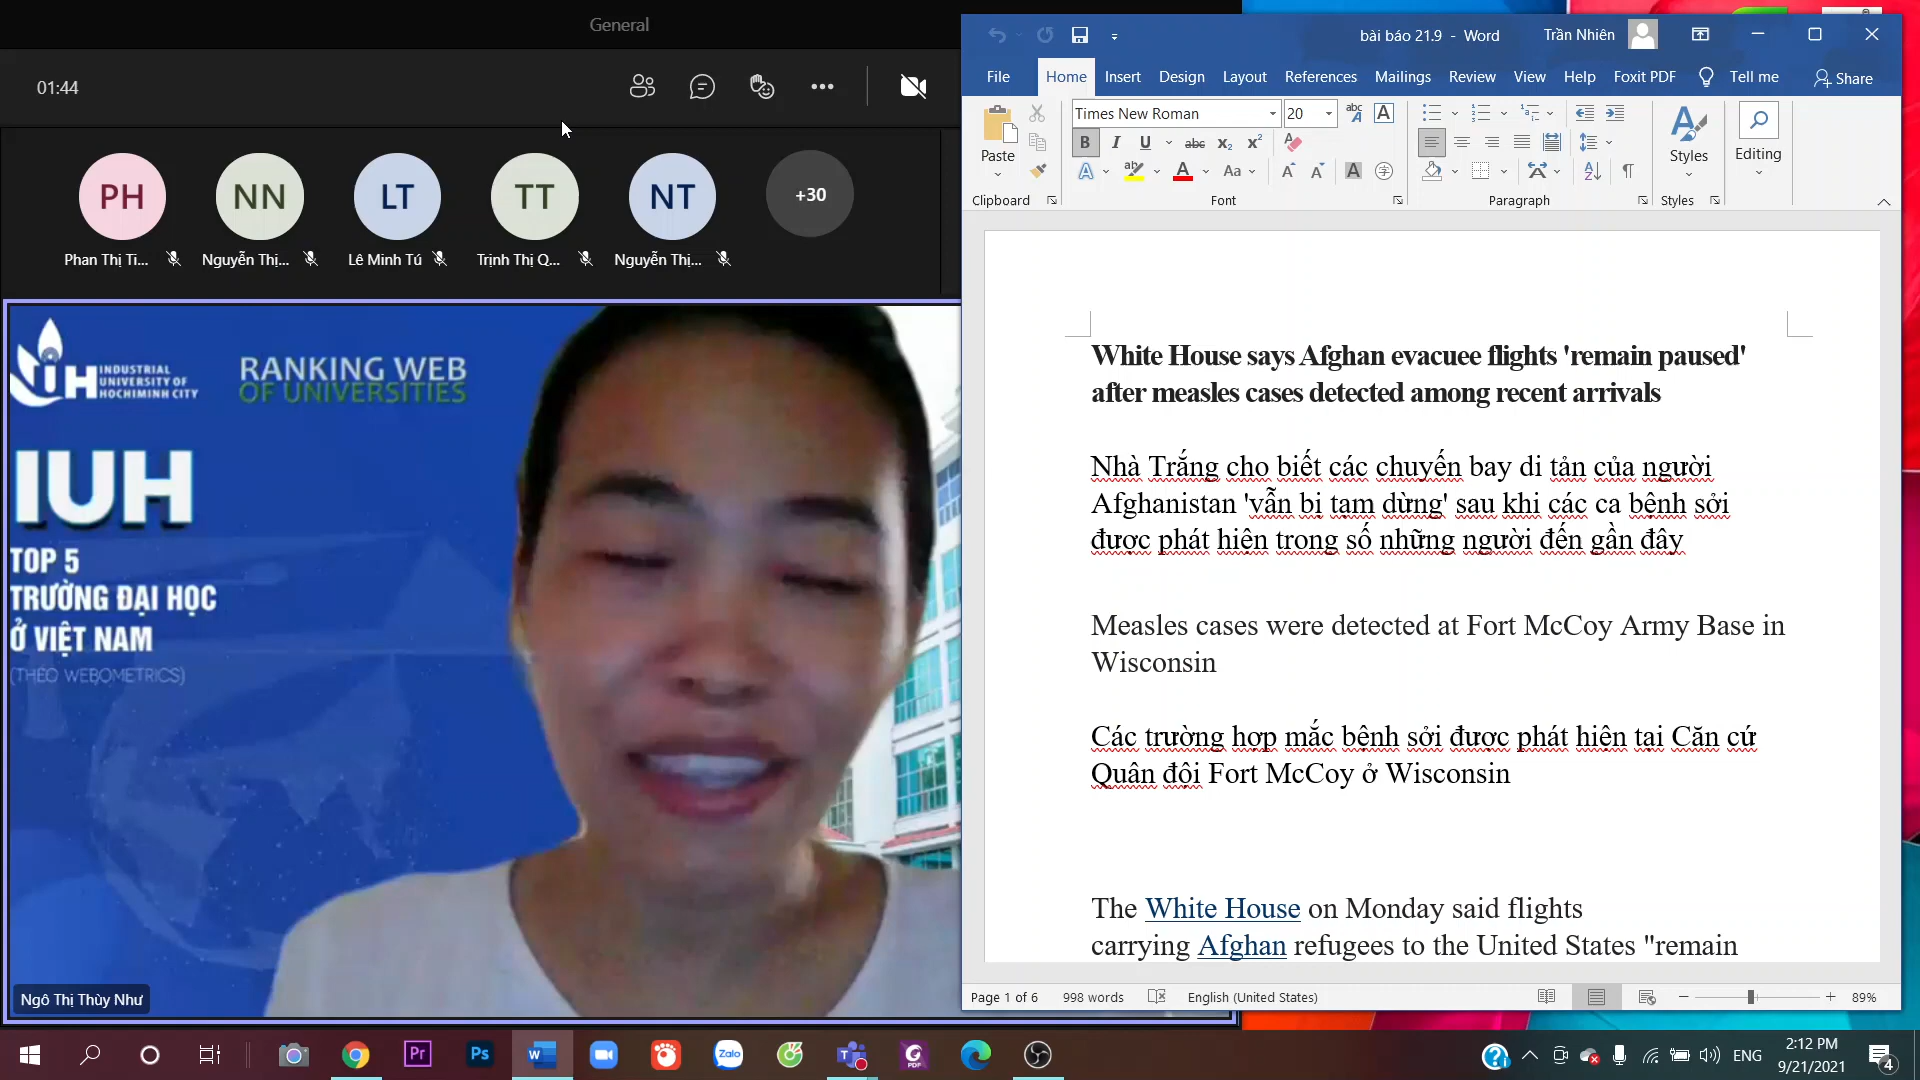 General
01:44
PH
NN
LT
TT
NT
+30
Phan Thị Ti...
Nguyễn Thị...
Lê Minh Tú
Trịnh Thị Q...
Nguyễn Thị...
INDUSTRIAL
UNIVERSITY OF
HOCHIMINH CITY
RANKING WEB
OF UNIVERSITIES
IUH
TOP 5
TRƯỜNG ĐẠI HỌC
Ở VIỆT NAM
(THEO WEBOMETRICS)
Ngô Thị Thùy Như
bài báo 21.9 - Word
Trần Nhiên
File Home Insert Design Layout References Mailings Review View Help Foxit PDF Tell me Share
Times New Roman 20
Paste
Styles
Editing
Clipboard
Font
Paragraph
Styles
White House says Afghan evacuee flights 'remain paused'
after measles cases detected among recent arrivals
Nhà Trắng cho biết các chuyến bay di tản của người
Afghanistan 'vẫn bị tạm dừng' sau khi các ca bệnh sởi
được phát hiện trong số những người đến gần đây
Measles cases were detected at Fort McCoy Army Base in
Wisconsin
Các trường hợp mắc bệnh sởi được phát hiện tại Căn cứ
Quân đội Fort McCoy ở Wisconsin
The White House on Monday said flights
carrying Afghan refugees to the United States "remain
Page 1 of 6 998 words English (United States) 89%
Pr
Ps
Zalo
ENG
2:12 PM
9/21/2021
4